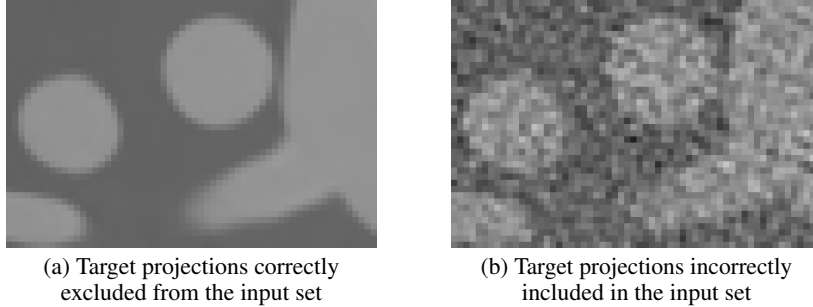 (a) Target projections correctly
excluded from the input set
(b) Target projections incorrectly
included in the input set